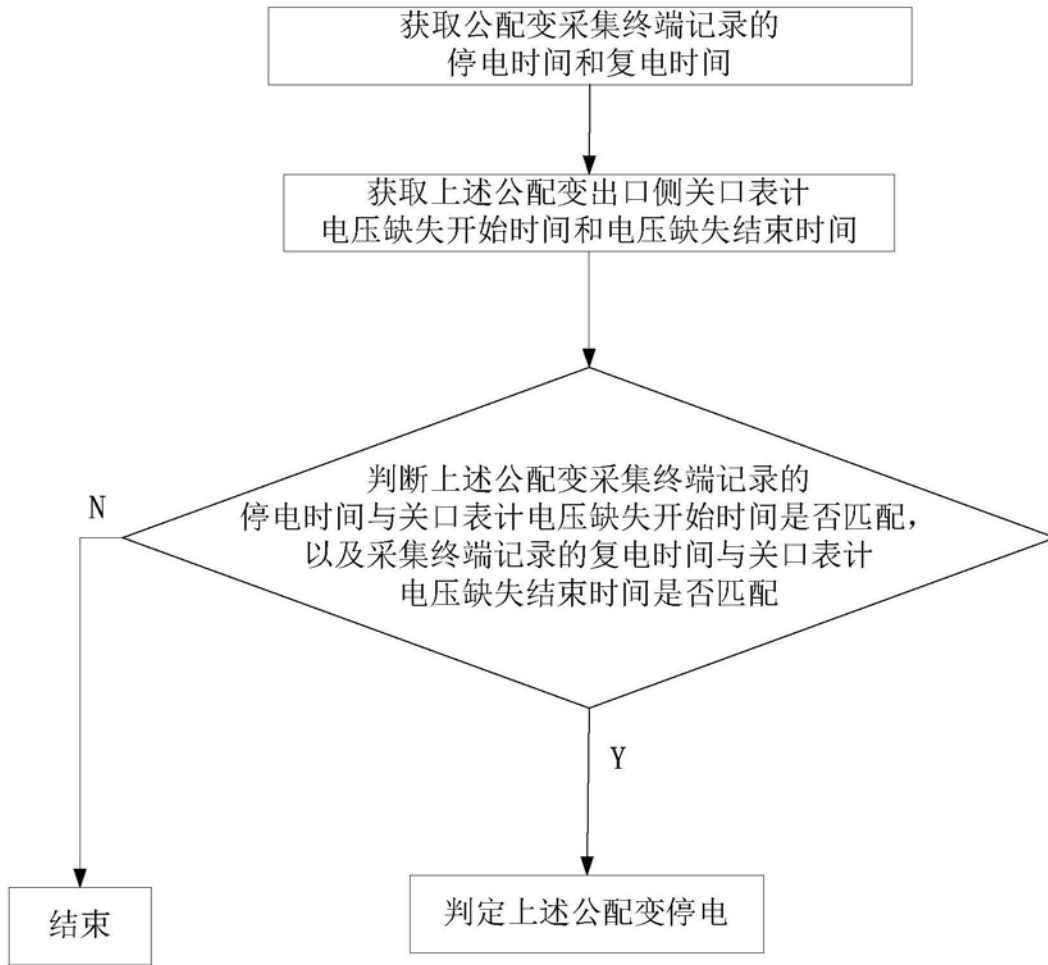 获取公配变采集终端记录的
停电时间和复电时间
获取上述公配变出口侧关口表计
电压缺失开始时间和电压缺失结束时间
判断上述公配变采集终端记录的
停电时间与关口表计电压缺失开始时间是否匹配，
以及采集终端记录的复电时间与关口表计
电压缺失结束时间是否匹配
N
Y
结束
判定上述公配变停电